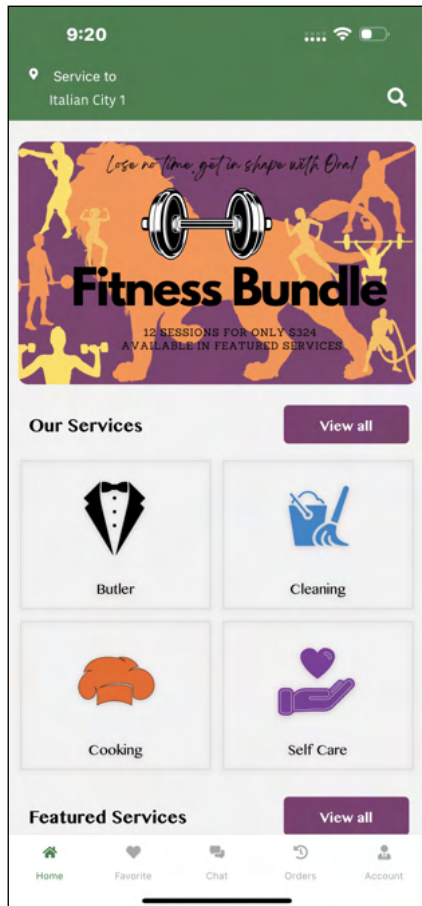 9:20
Service to
Italian City 1
Lose no time, get in shape with Oral
Fitness Bundle
12 SESSIONS FOR ONLY $324
AVAILABLE IN FEATURED SERVICES
Our Services
View all
Butler
Cleaning
Cooking
Self Care
Featured Services
View all
Home
Favorite
Chat
Orders
Account